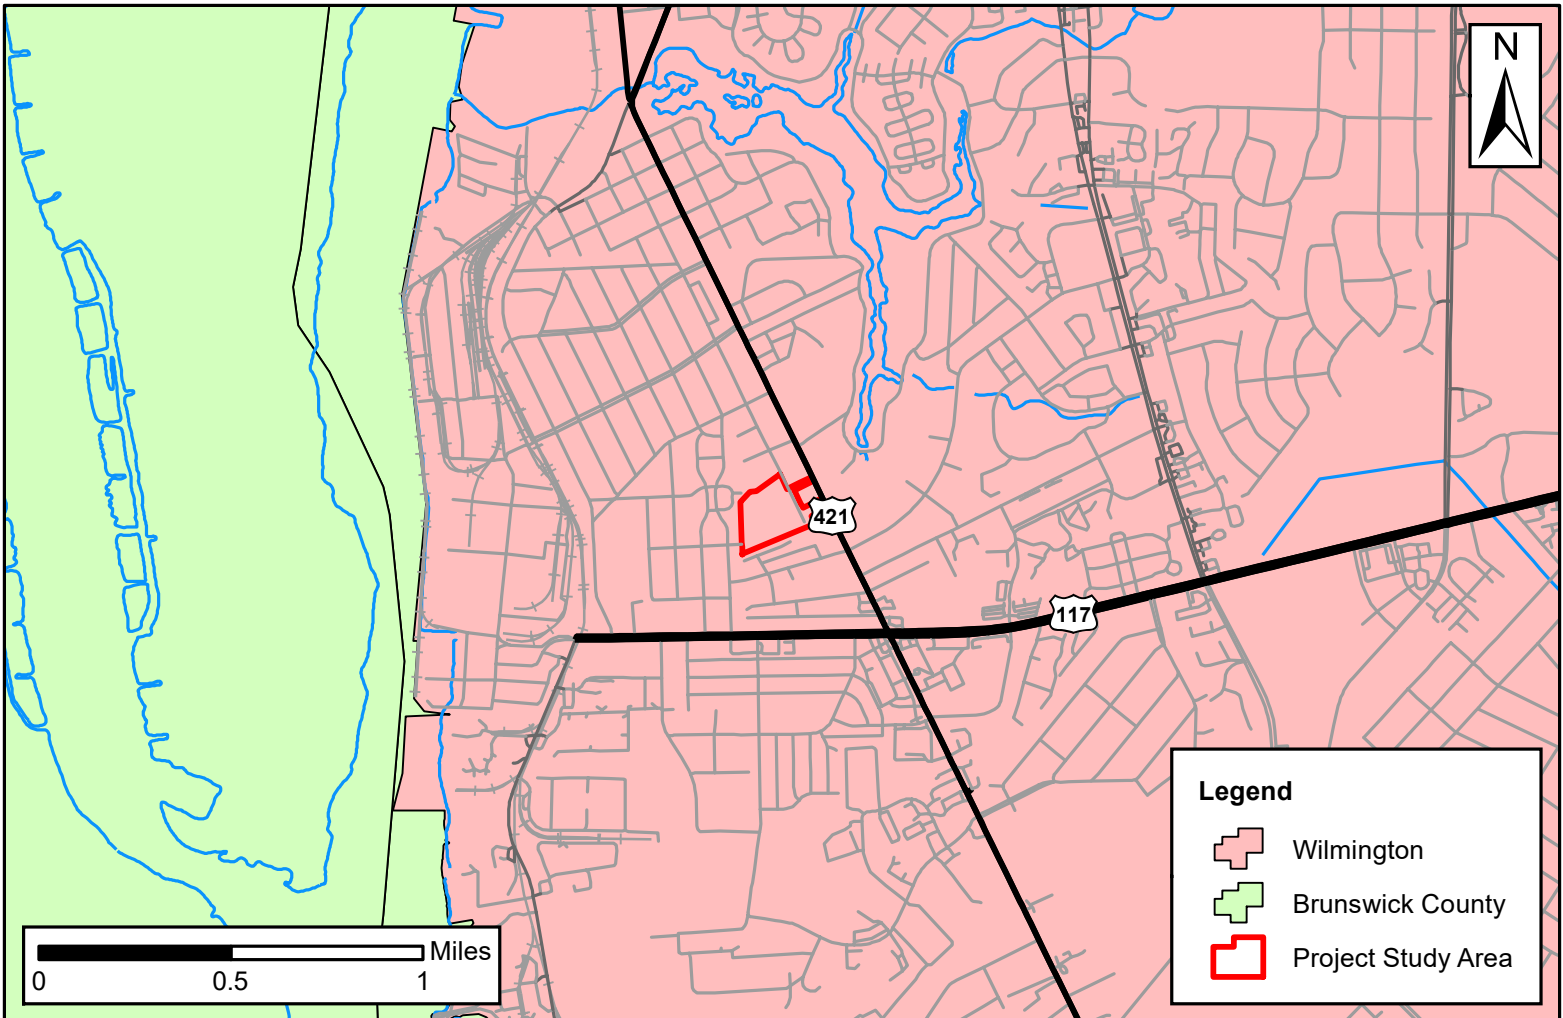 N
421
117
Legend
Wilmington
Brunswick County
Project Study Area
Miles
0 0.5 1